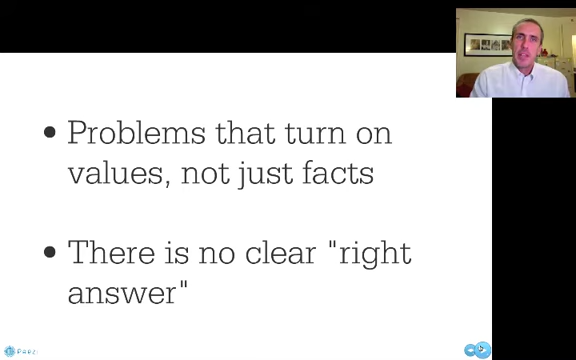 • Problems that turn on
values, not just facts
• There is no clear "right
answer"